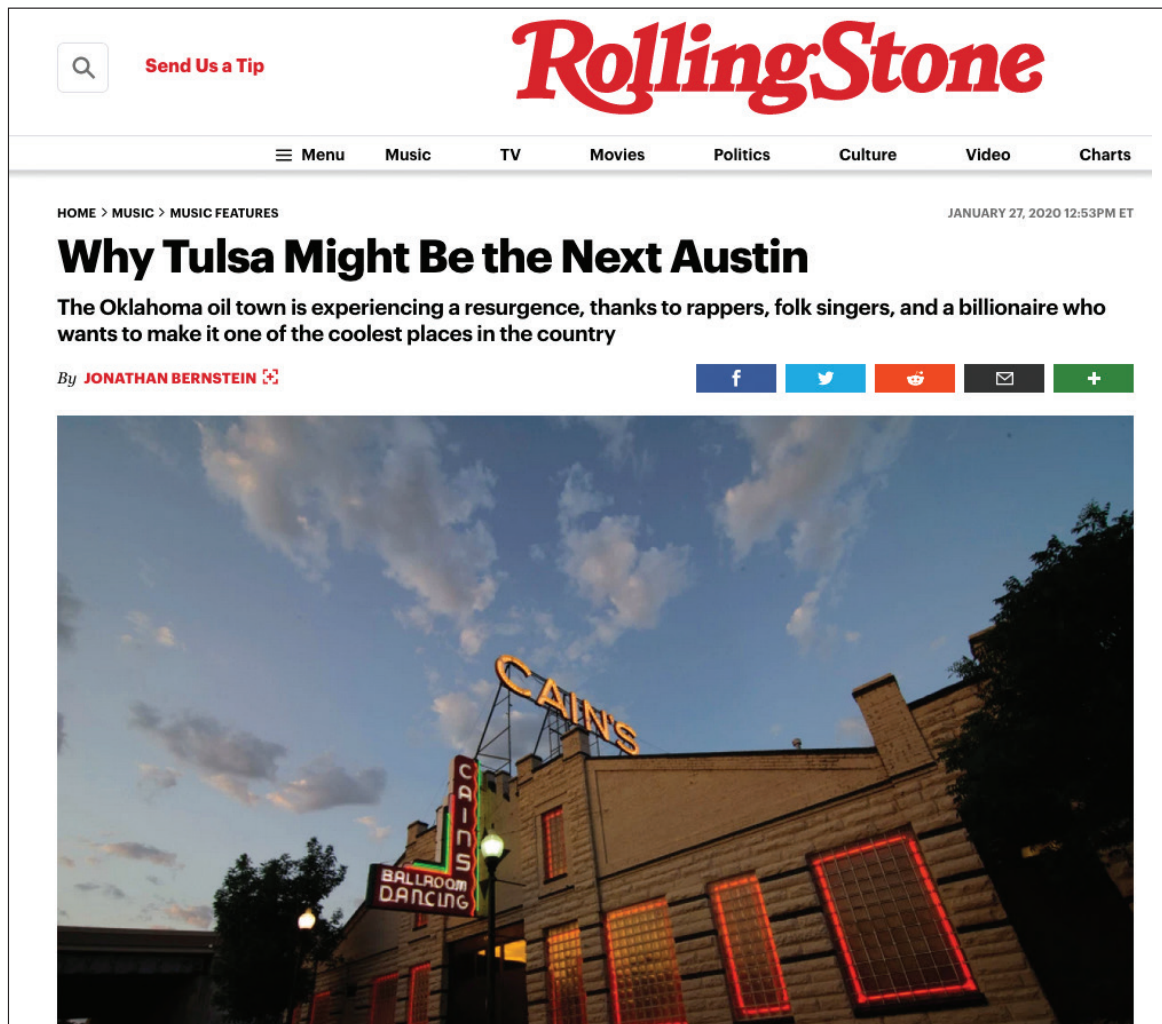 Send Us a Tip
RollingStone
Menu Music TV Movies Politics Culture Video Charts
HOME > MUSIC > MUSIC FEATURES
JANUARY 27, 2020 12:53PM ET
Why Tulsa Might Be the Next Austin
The Oklahoma oil town is experiencing a resurgence, thanks to rappers, folk singers, and a billionaire who
wants to make it one of the coolest places in the country
By JONATHAN BERNSTEIN
CAIN'S
CAINS
BALLROOM
DANCING